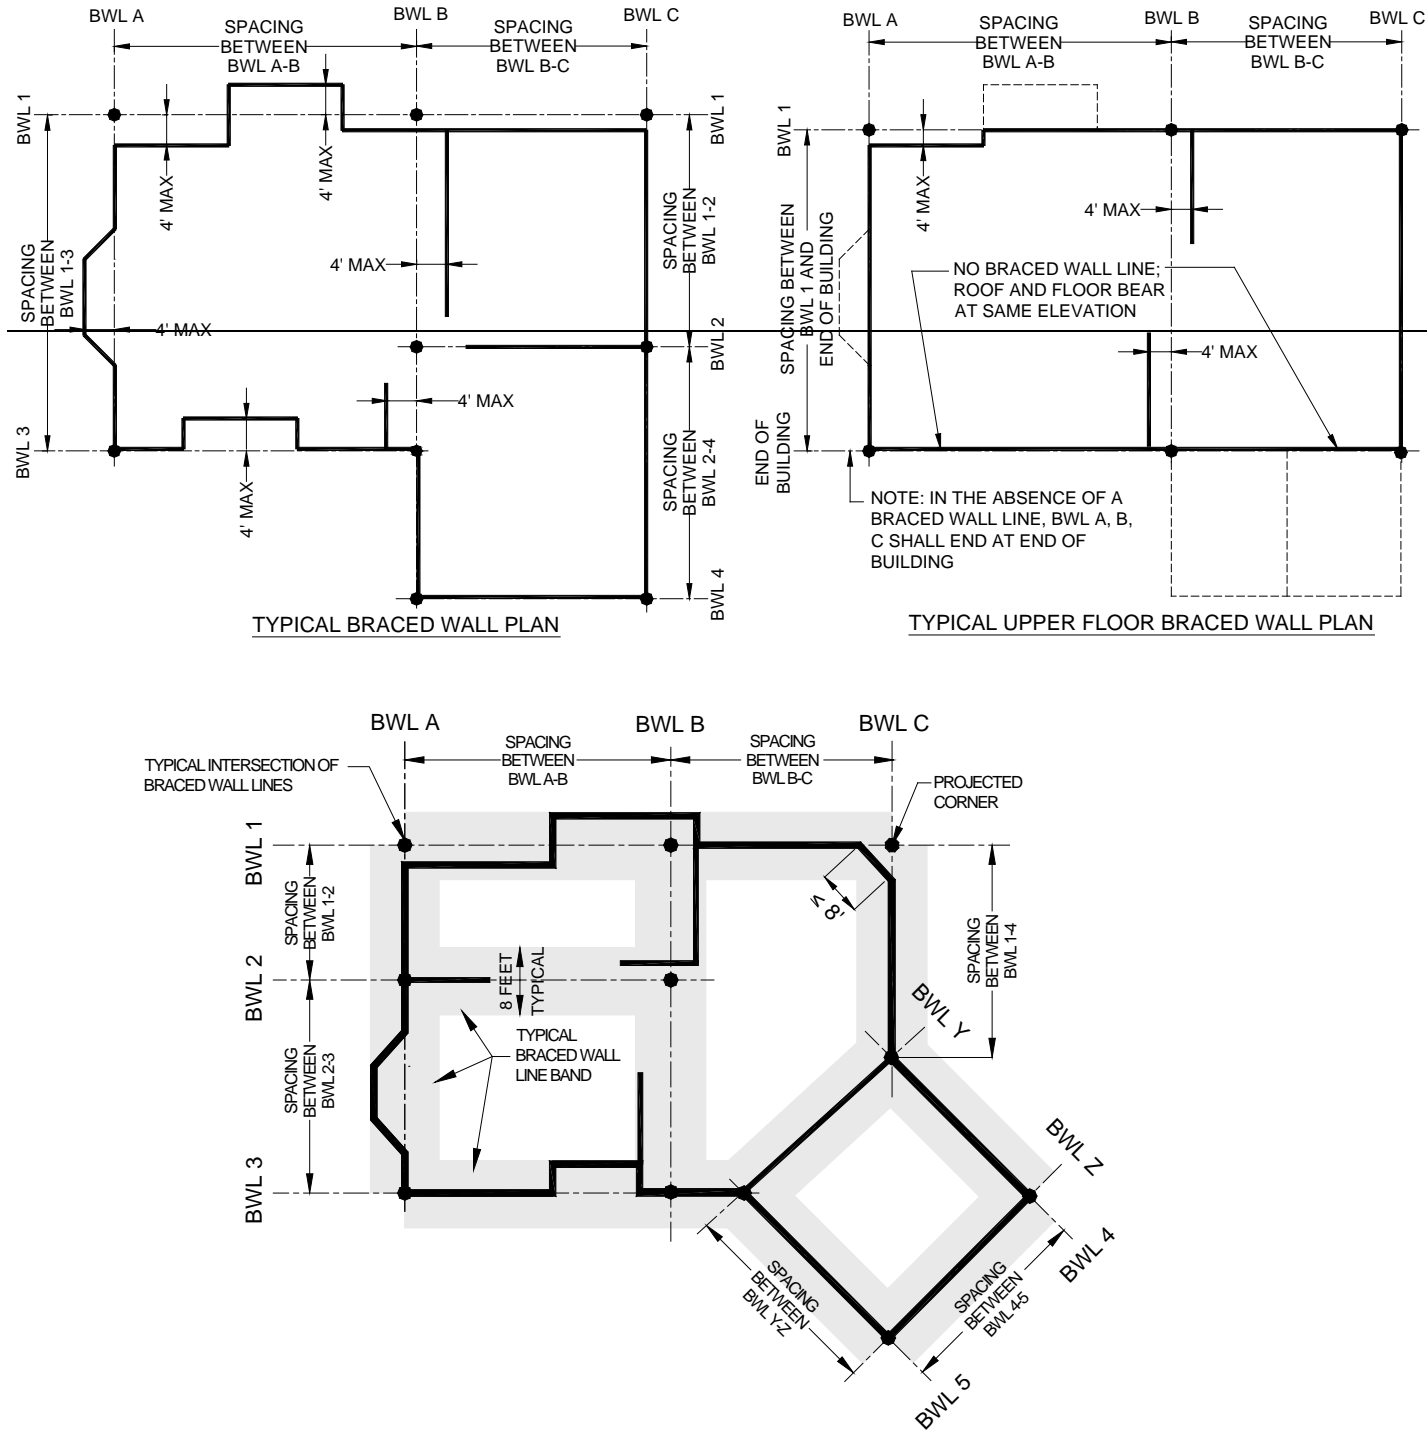 BWL A
BWL B
BWL C
SPACING
BETWEEN
BWL A-B
SPACING
BETWEEN
BWL B-C
BWL 1
BWL 1
4' MAX
4' MAX
SPACING
BETWEEN
BWL 1-3
SPACING
BETWEEN
BWL 1-2
4' MAX
4' MAX
BWL 2
4' MAX
BWL 3
4' MAX
SPACING
BETWEEN
BWL 2-4
BWL 4
TYPICAL BRACED WALL PLAN
BWL A
BWL B
BWL C
SPACING
BETWEEN
BWL A-B
SPACING
BETWEEN
BWL B-C
BWL 1
4' MAX
4' MAX
SPACING BETWEEN
BWL 1 AND
END OF BUILDING
NO BRACED WALL LINE;
ROOF AND FLOOR BEAR
AT SAME ELEVATION
4' MAX
END OF
BUILDING
NOTE: IN THE ABSENCE OF A
BRACED WALL LINE, BWL A, B,
C SHALL END AT END OF
BUILDING
TYPICAL UPPER FLOOR BRACED WALL PLAN
BWL A
BWL B
BWL C
SPACING
BETWEEN
BWL A-B
SPACING
BETWEEN
BWL B-C
TYPICAL INTERSECTION OF
BRACED WALL LINES
PROJECTED
CORNER
BWL 1
SPACING
BETWEEN
BWL 1-2
≤ 8'
SPACING
BETWEEN
BWL 1-4
BWL 2
8 FEET
TYPICAL
BWL Y
TYPICAL
BRACED WALL
LINE BAND
SPACING
BETWEEN
BWL 2-3
BWL 3
BWL Z
BWL 4
SPACING
BETWEEN
BWL Y-Z
SPACING
BETWEEN
BWL 4-5
BWL 5